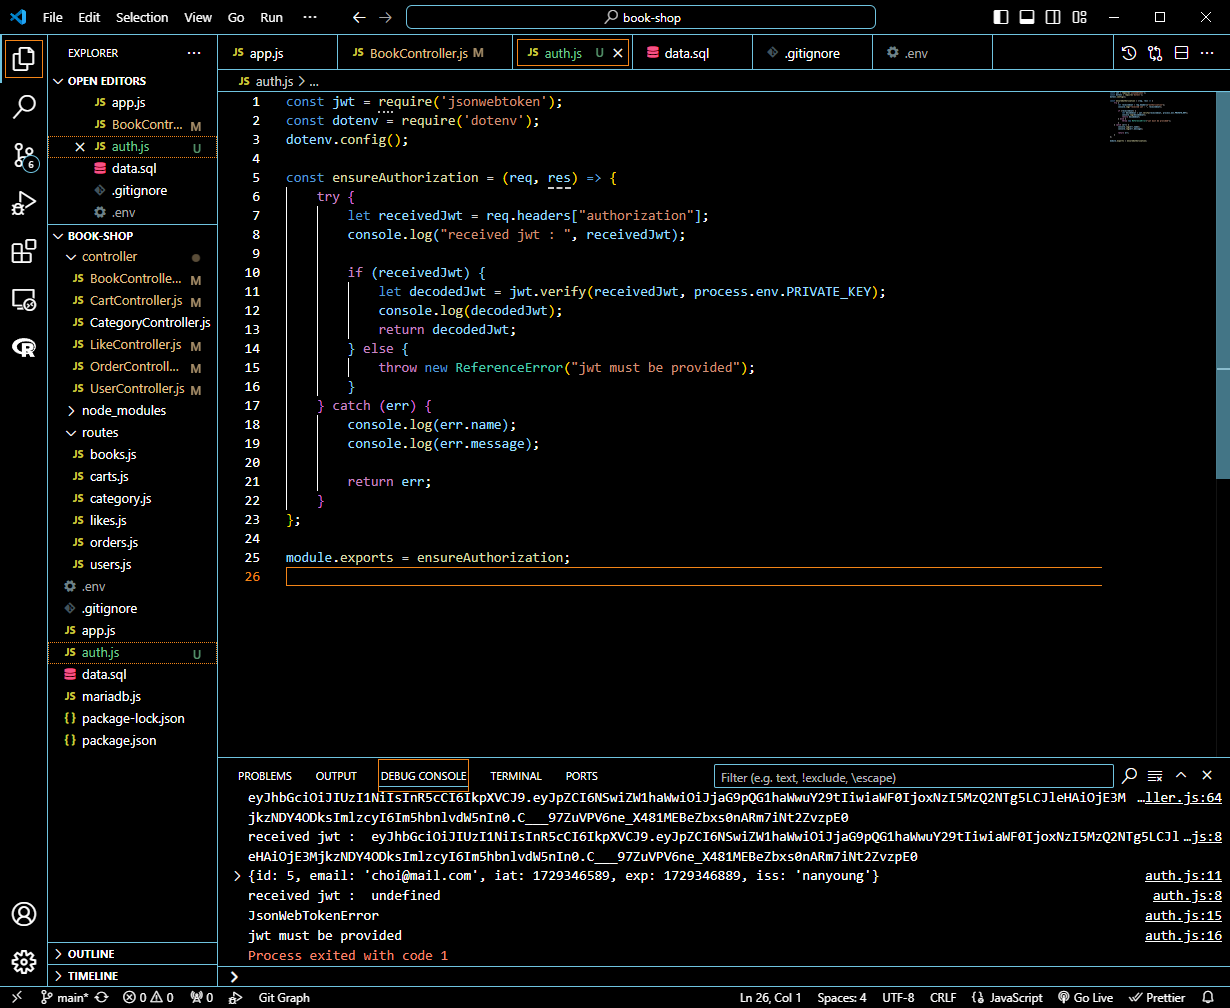 File Edit Selection View Go Run ··· book-shop
EXPLORER ···
OPEN EDITORS
JS app.js
JS BookContr... M
JS auth.js U
data.sql
.gitignore
.env
BOOK-SHOP
controller
JS BookControlle... M
JS CartController.js M
JS CategoryController.js
JS LikeController.js M
JS OrderControll... M
JS UserController.js M
node_modules
routes
JS books.js
JS carts.js
JS category.js
JS likes.js
JS orders.js
JS users.js
.env
.gitignore
JS app.js
JS auth.js U
data.sql
JS mariadb.js
{} package-lock.json
{} package.json
OUTLINE
TIMELINE
6
JS app.js JS BookController.js M JS auth.js U data.sql .gitignore .env
JS auth.js > ...
1 const jwt = require('jsonwebtoken');
2 const dotenv = require('dotenv');
3 dotenv.config();
4
5 const ensureAuthorization = (req, res) => {
6 try {
7 let receivedJwt = req.headers["authorization"];
8 console.log("received jwt : ", receivedJwt);
9
10 if (receivedJwt) {
11 let decodedJwt = jwt.verify(receivedJwt, process.env.PRIVATE_KEY);
12 console.log(decodedJwt);
13 return decodedJwt;
14 } else {
15 throw new ReferenceError("jwt must be provided");
16 }
17 } catch (err) {
18 console.log(err.name);
19 console.log(err.message);
20
21 return err;
22 }
23 };
24
25 module.exports = ensureAuthorization;
26
PROBLEMS OUTPUT DEBUG CONSOLE TERMINAL PORTS Filter (e.g. text, !exclude, \escape)
eyJhbGciOiJIUzI1NiIsInR5cCI6IkpXVCJ9.eyJpZCI6NSwiZW1haWwiOiJjaG9pQG1haWwuY29tIiwiaWF0IjoxNzI5MzQ2NTg5LCJleHAiOjE3M …ller.js:64
jkzNDY4ODksImlzcyI6Im5hbnlvdW5nIn0.C___97ZuVPV6ne_X481MEBeZbxs0nARm7iNt2ZvzpE0
received jwt :  eyJhbGciOiJIUzI1NiIsInR5cCI6IkpXVCJ9.eyJpZCI6NSwiZW1haWwiOiJjaG9pQG1haWwuY29tIiwiaWF0IjoxNzI5MzQ2NTg5LCJl …js:8
eHAiOjE3MjkzNDY4ODksImlzcyI6Im5hbnlvdW5nIn0.C___97ZuVPV6ne_X481MEBeZbxs0nARm7iNt2ZvzpE0
{id: 5, email: 'choi@mail.com', iat: 1729346589, exp: 1729346889, iss: 'nanyoung'} auth.js:11
received jwt :  undefined auth.js:8
JsonWebTokenError auth.js:15
jwt must be provided auth.js:16
Process exited with code 1
main* 0 0 0 Git Graph Ln 26, Col 1 Spaces: 4 UTF-8 CRLF JavaScript Go Live Prettier